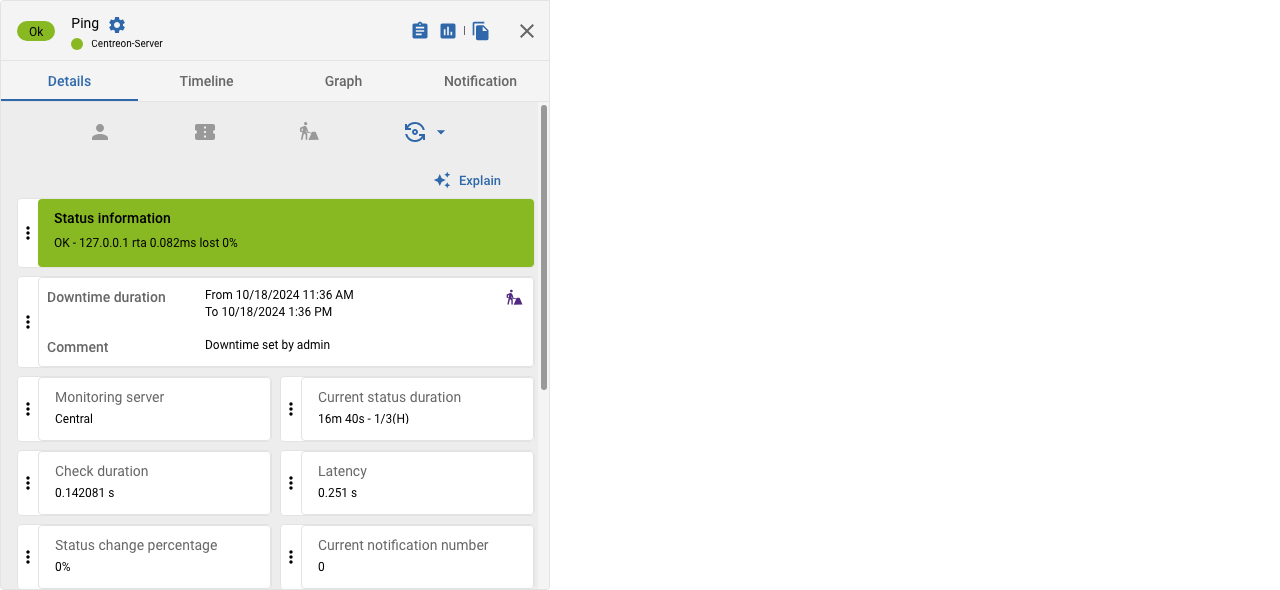 Ok
Ping
Centreon-Server
Details Timeline Graph Notification
Explain
Status information
OK - 127.0.0.1 rta 0.082ms lost 0%
Downtime duration
From 10/18/2024 11:36 AM
To 10/18/2024 1:36 PM
Comment
Downtime set by admin
Monitoring server
Central
Current status duration
16m 40s - 1/3(H)
Check duration
0.142081 s
Latency
0.251 s
Status change percentage
0%
Current notification number
0